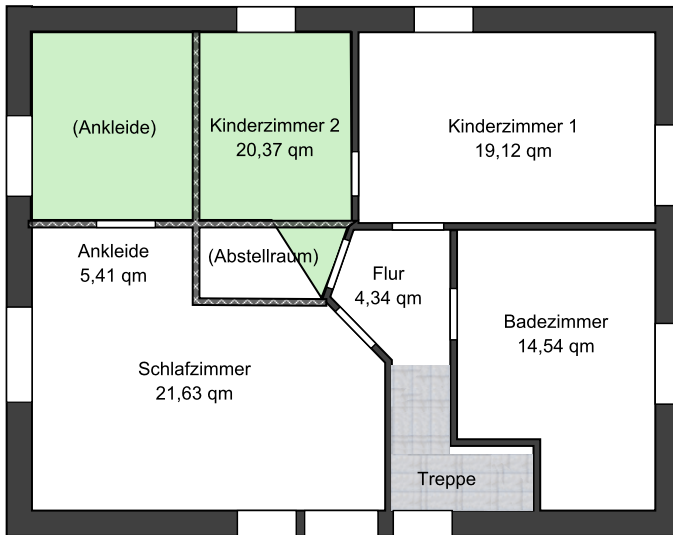 (Ankleide)
Kinderzimmer 2
20,37 qm
Kinderzimmer 1
19,12 qm
Ankleide
5,41 qm
(Abstellraum)
Flur
4,34 qm
Badezimmer
14,54 qm
Schlafzimmer
21,63 qm
Treppe